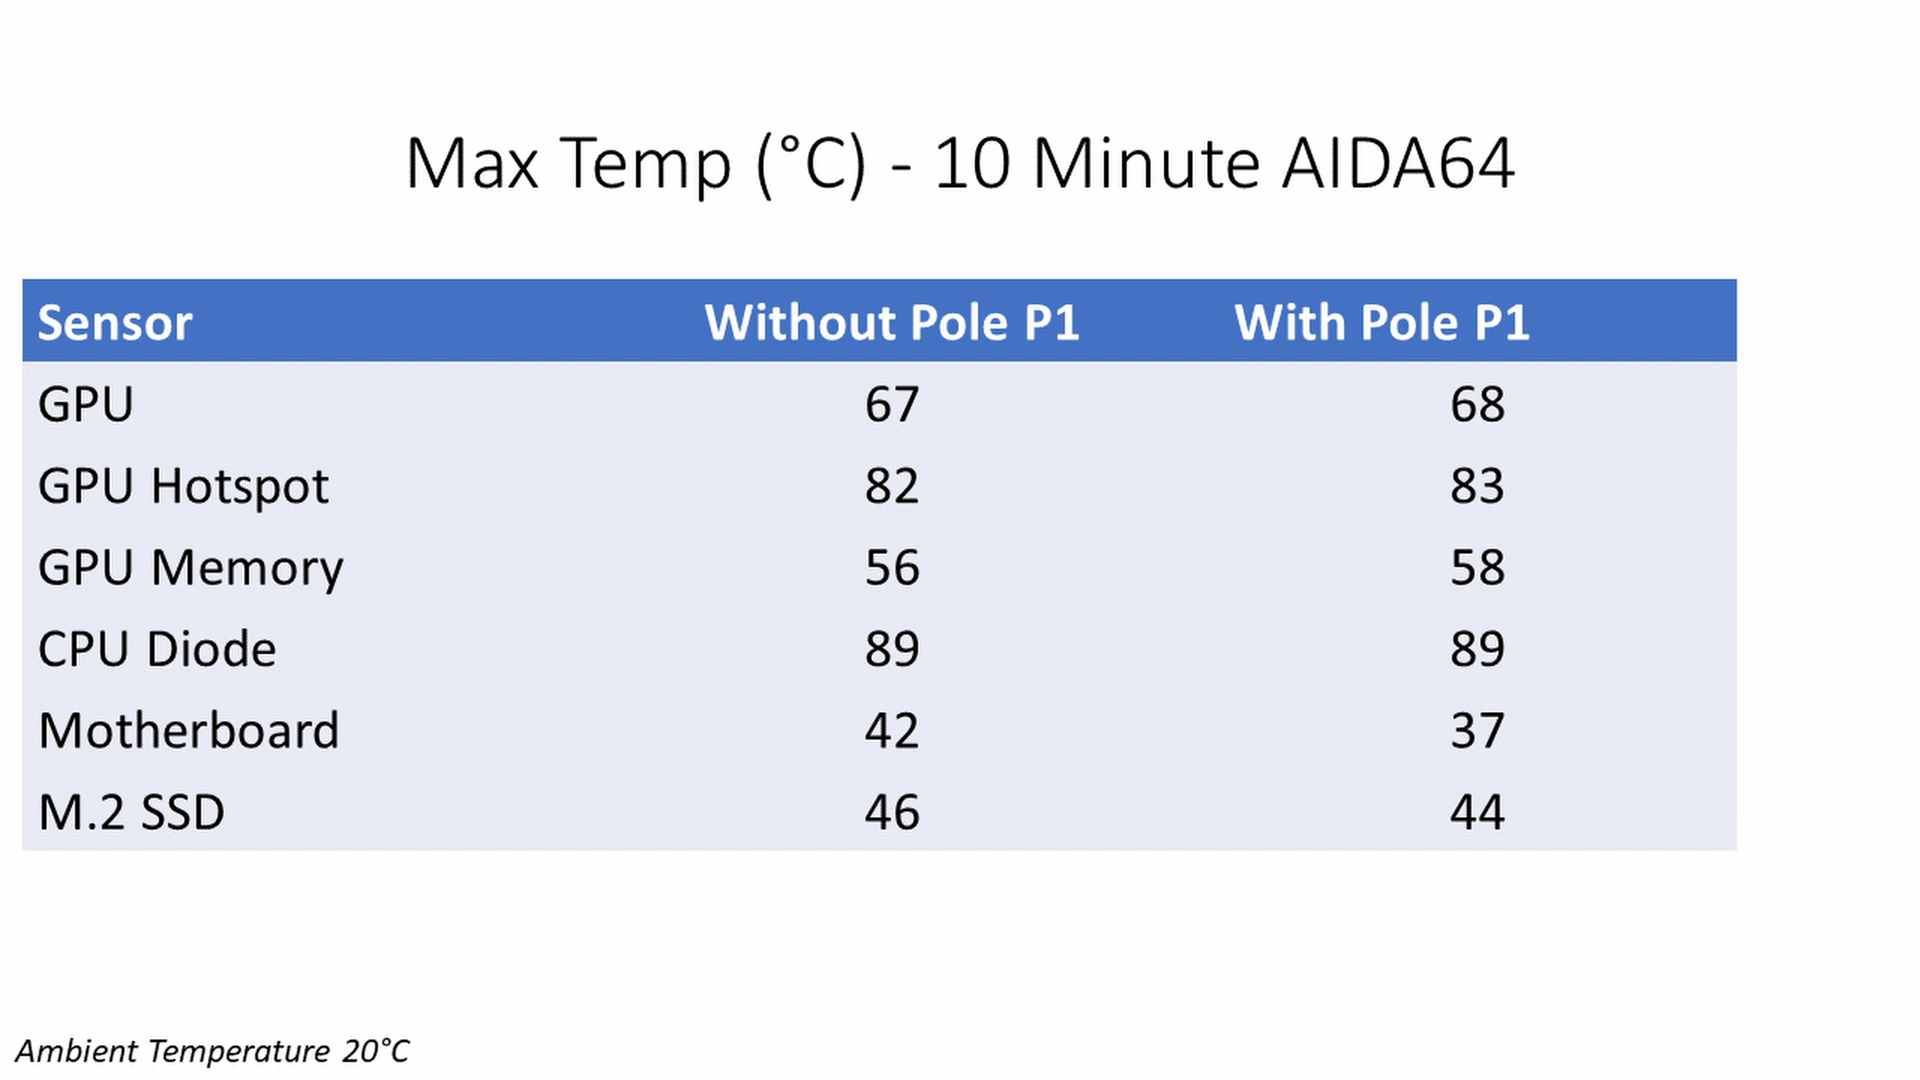 Max Temp (°C) - 10 Minute AIDA64
Sensor Without Pole P1 With Pole P1
GPU 67 68
GPU Hotspot 82 83
GPU Memory 56 58
CPU Diode 89 89
Motherboard 42 37
M.2 SSD 46 44
Ambient Temperature 20°C